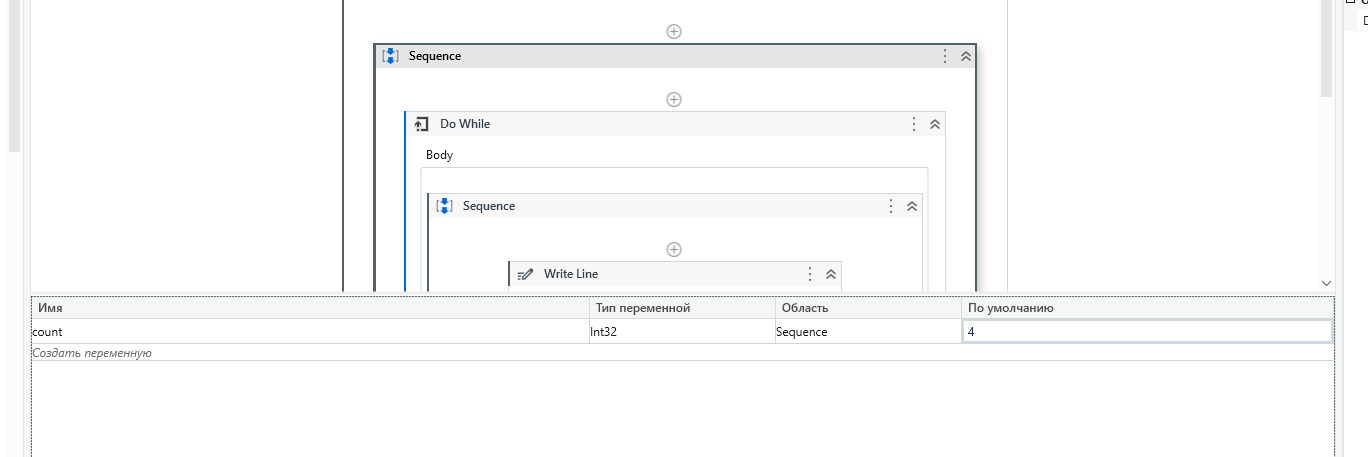 Sequence
Do While
Body
Sequence
Write Line
Имя Тип переменной Область По умолчанию
count Int32 Sequence 4
Создать переменную